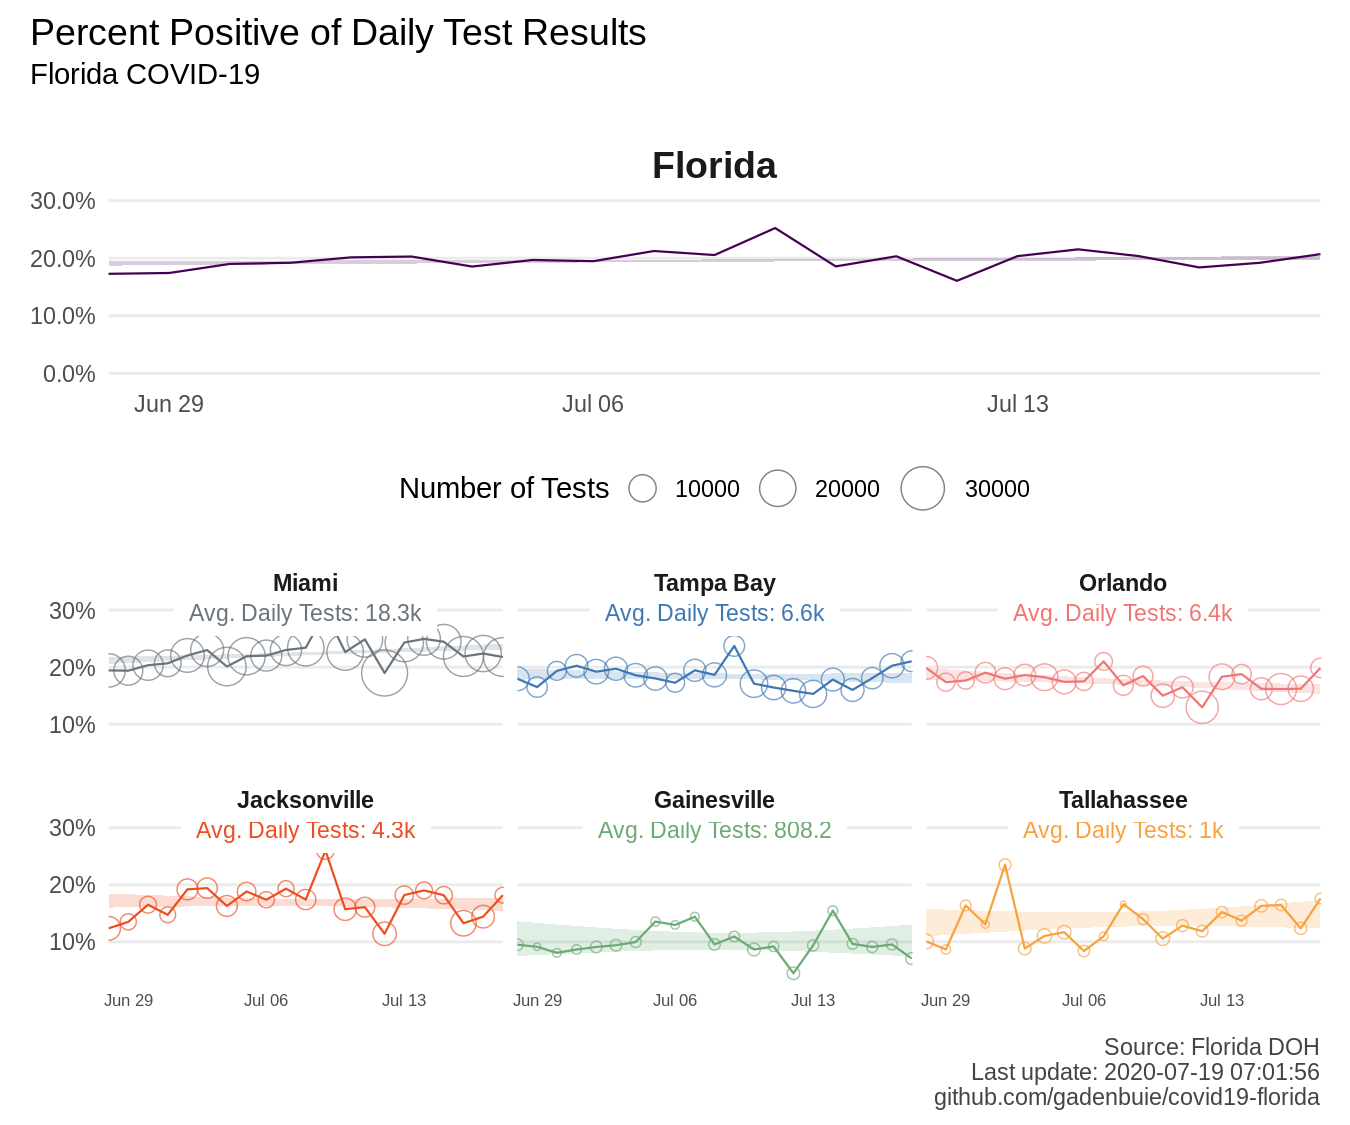 Percent Positive of Daily Test Results
Florida COVID-19
Florida
30.0%
20.0%
10.0%
0.0%
Jun 29 Jul 06 Jul 13
Number of Tests 10000 20000 30000
Miami Tampa Bay Orlando
30% Avg. Daily Tests: 18.3k Avg. Daily Tests: 6.6k Avg. Daily Tests: 6.4k
20%
10%
Jacksonville Gainesville Tallahassee
30% Avg. Daily Tests: 4.3k Avg. Daily Tests: 808.2 Avg. Daily Tests: 1k
20%
10%
Jun 29 Jul 06 Jul 13 Jun 29 Jul 06 Jul 13 Jun 29 Jul 06 Jul 13
Source: Florida DOH
Last update: 2020-07-19 07:01:56
github.com/gadenbuie/covid19-florida